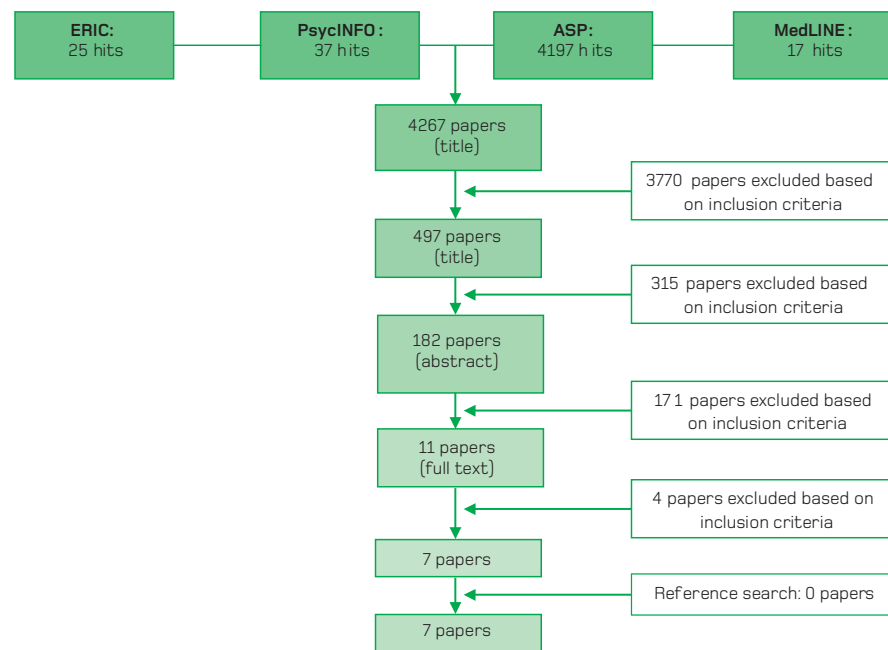 ERIC:
25 hits
PsycINFO:
37 hits
ASP:
4197 hits
MedLINE:
17 hits
4267 papers
(title)
3770 papers excluded based
on inclusion criteria
497 papers
(title)
315 papers excluded based
on inclusion criteria
182 papers
(abstract)
171 papers excluded based
on inclusion criteria
11 papers
(full text)
4 papers excluded based on
inclusion criteria
7 papers
Reference search: 0 papers
7 papers